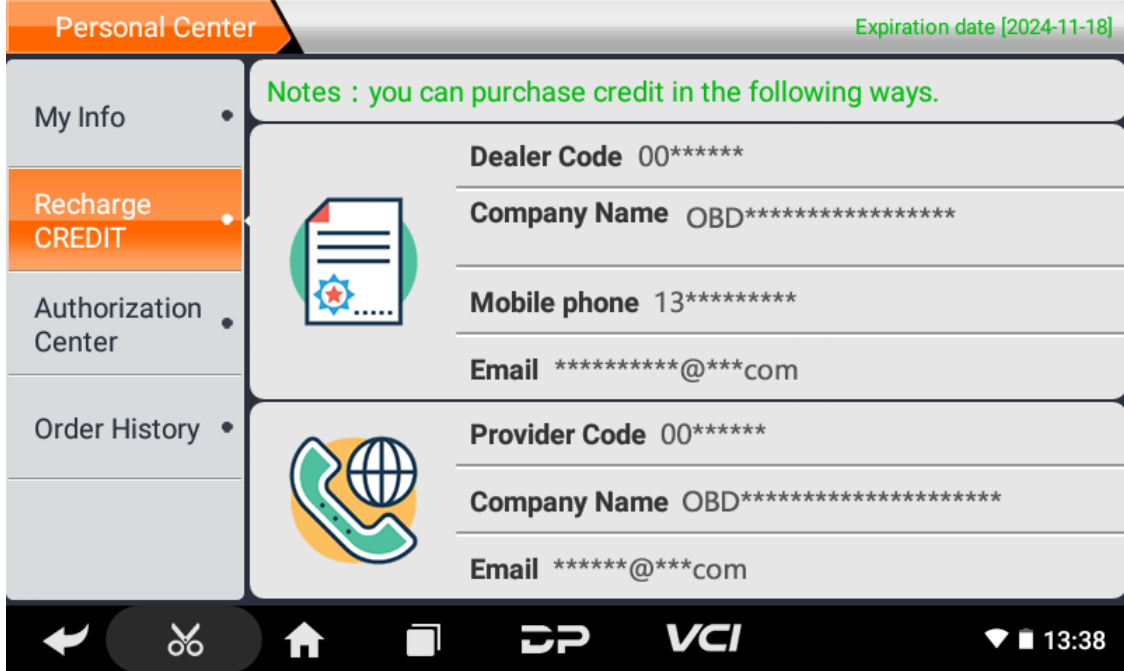 Personal Center
Expiration date [2024-11-18]
My Info
Recharge
CREDIT
Authorization
Center
Order History
Notes : you can purchase credit in the following ways.
Dealer Code 00******
Company Name OBD*****************
Mobile phone 13*********
Email **********@***com
Provider Code 00******
Company Name OBD*********************
Email ******@***com
DP
VCI
13:38